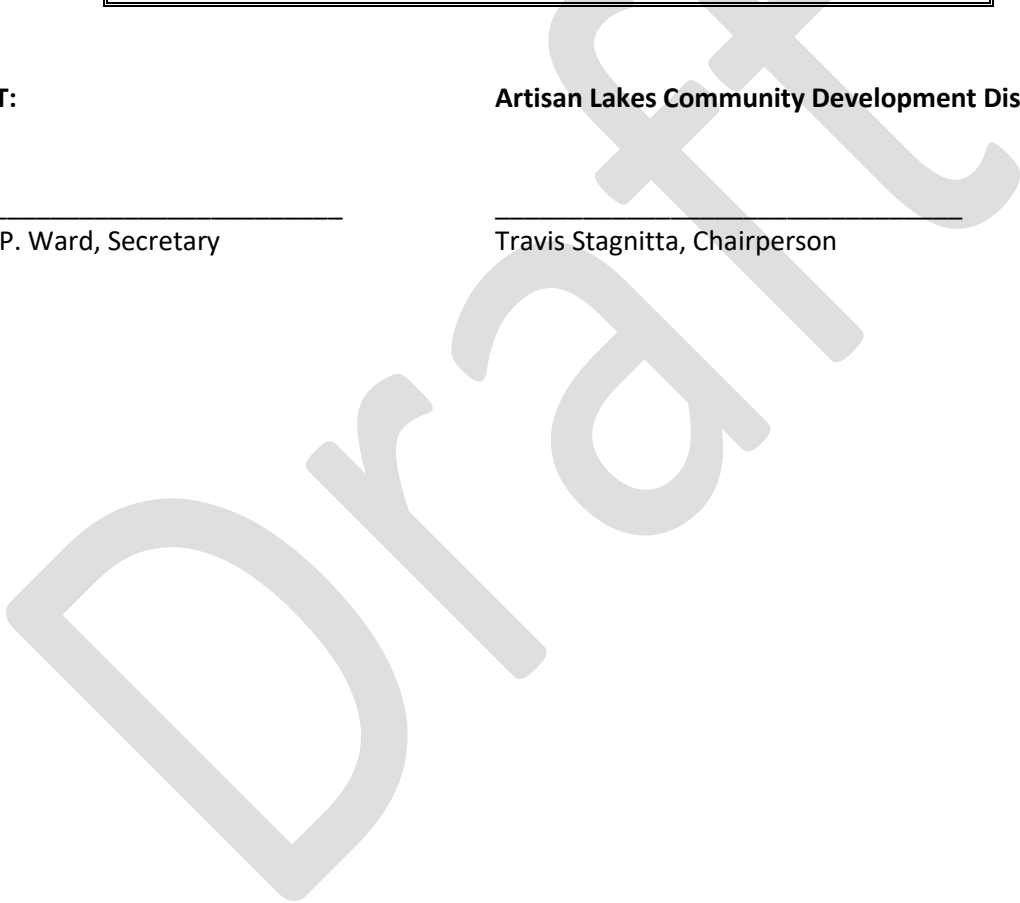 T: Artisan Lakes Community Development Dis
P. Ward, Secretary Travis Stagnitta, Chairperson
Draft